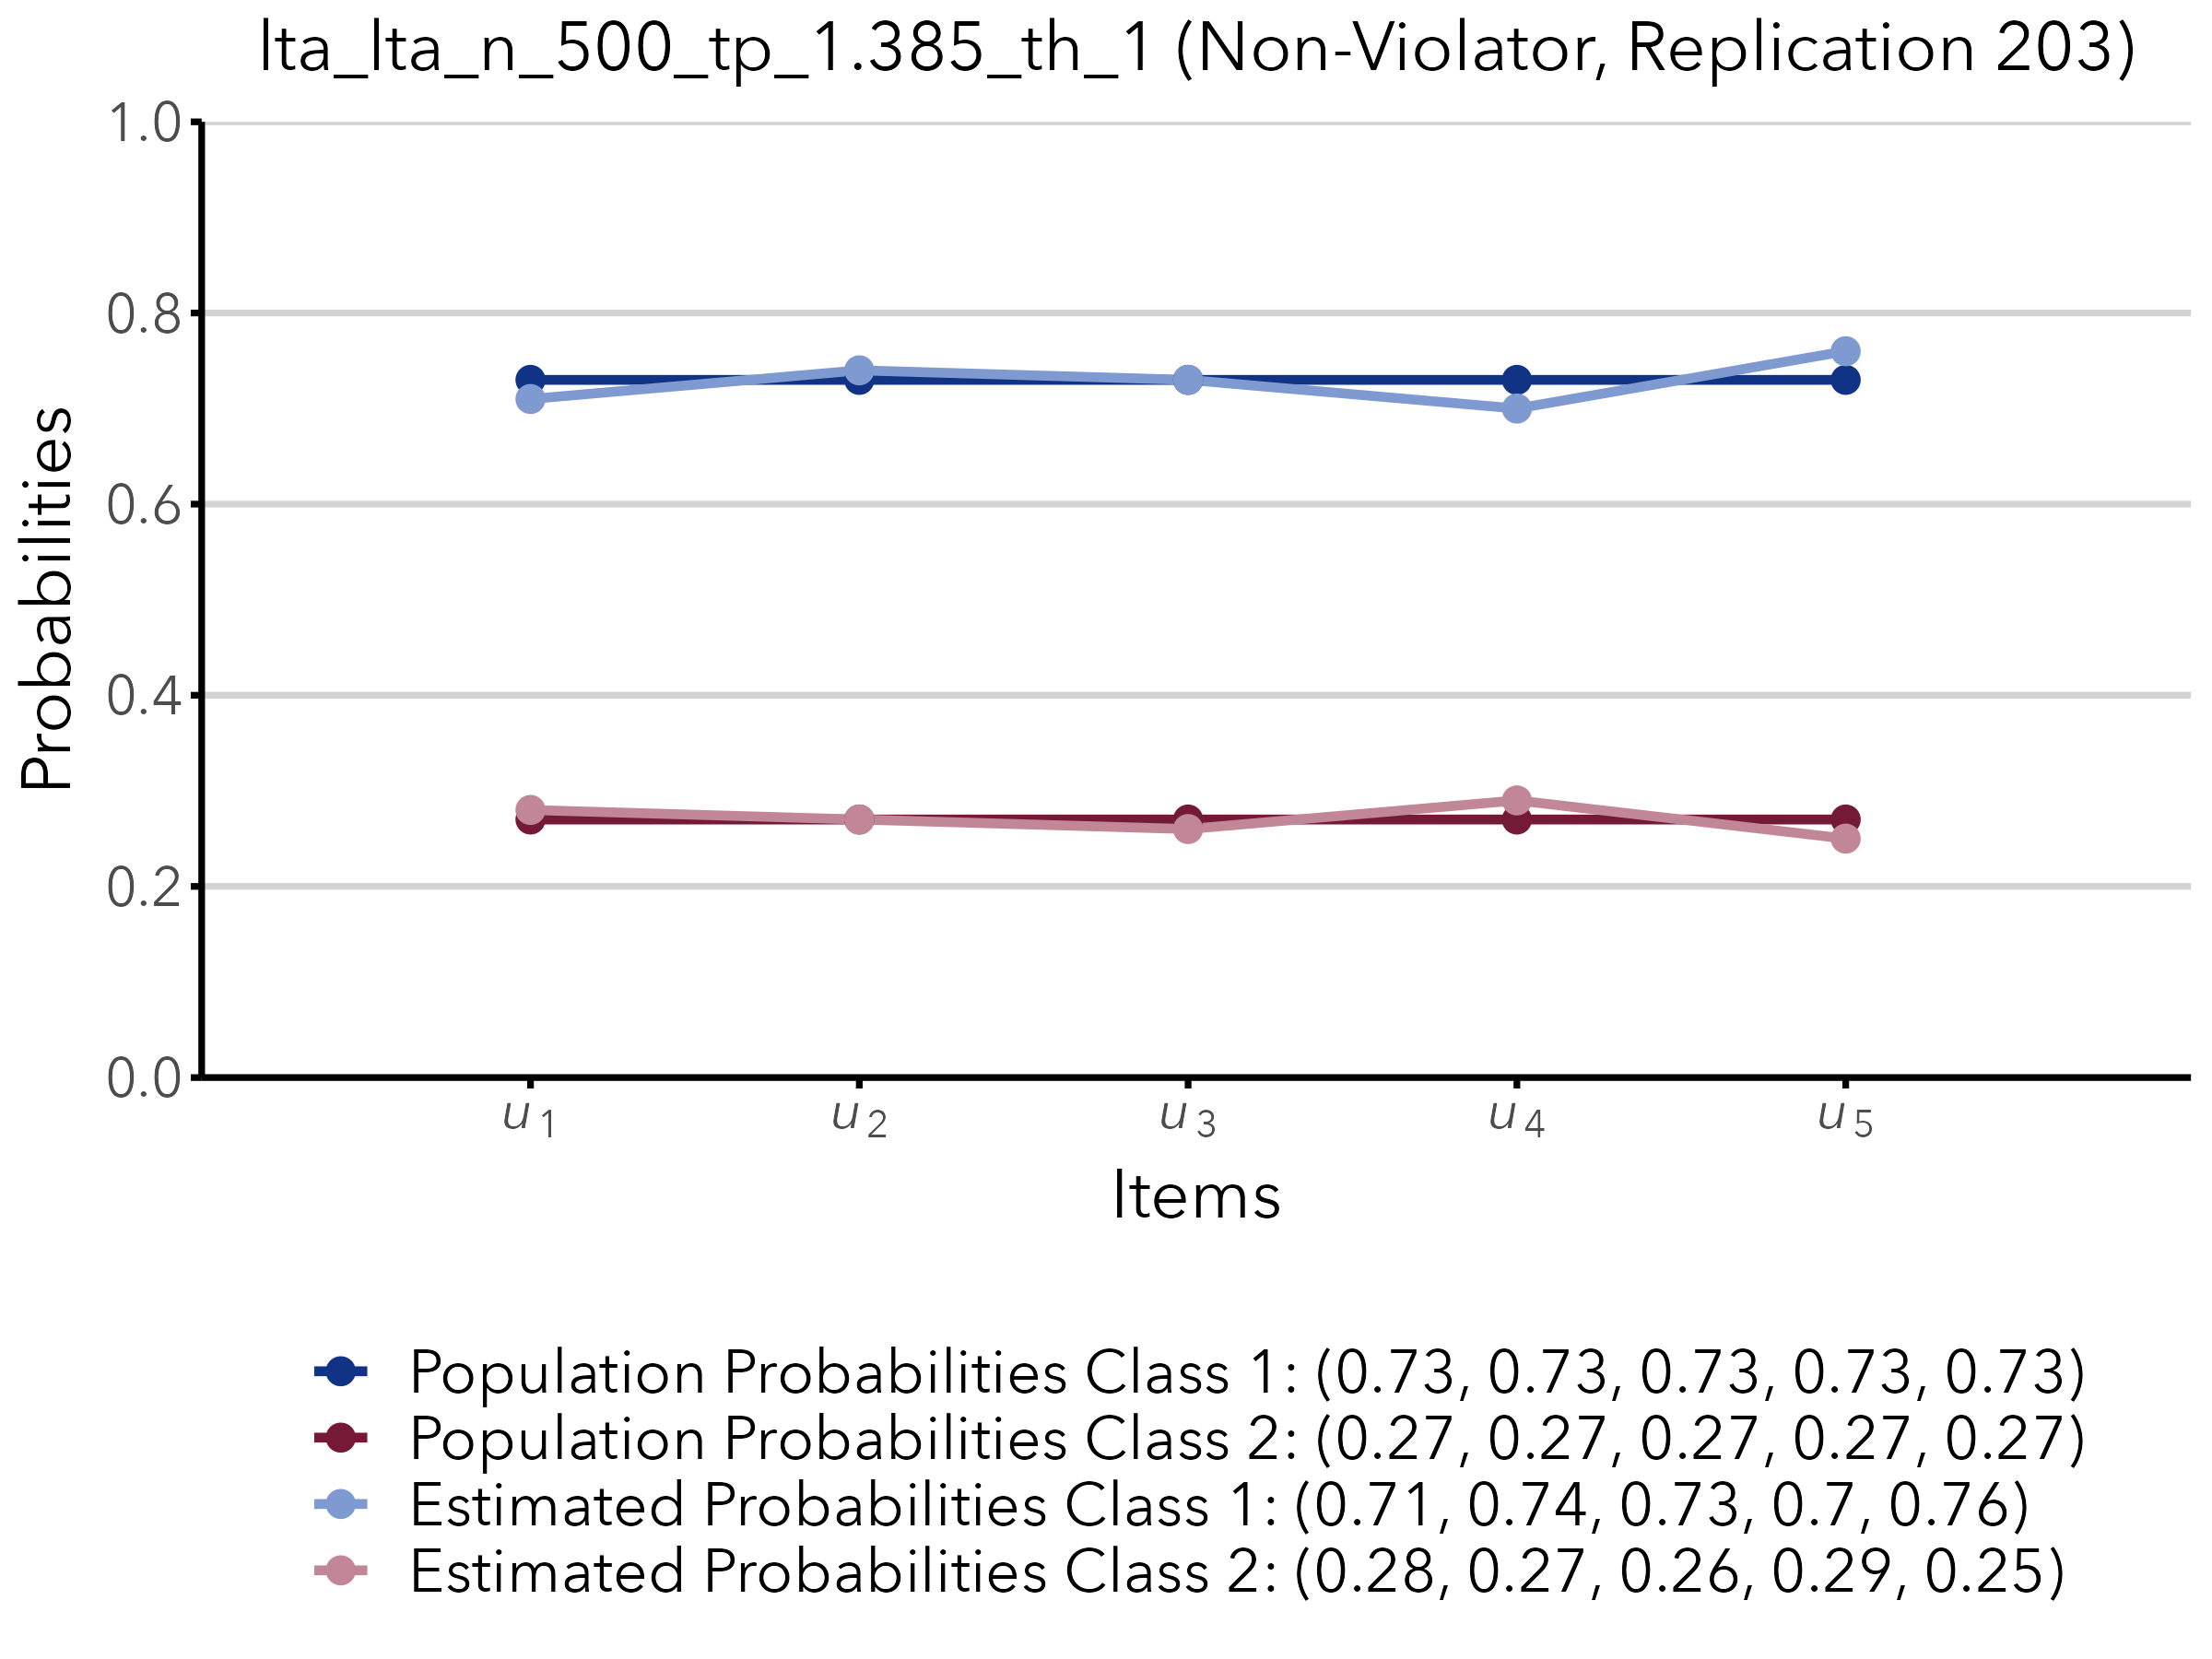 lta_lta_n_500_tp_1.385_th_1 (Non-Violator, Replication 203)
1.0
0.8
0.6
0.4
0.2
0.0
Probabilities
u1 u2 u3 u4 u5
Items
Population Probabilities Class 1: (0.73, 0.73, 0.73, 0.73, 0.73)
Population Probabilities Class 2: (0.27, 0.27, 0.27, 0.27, 0.27)
Estimated Probabilities Class 1: (0.71, 0.74, 0.73, 0.7, 0.76)
Estimated Probabilities Class 2: (0.28, 0.27, 0.26, 0.29, 0.25)